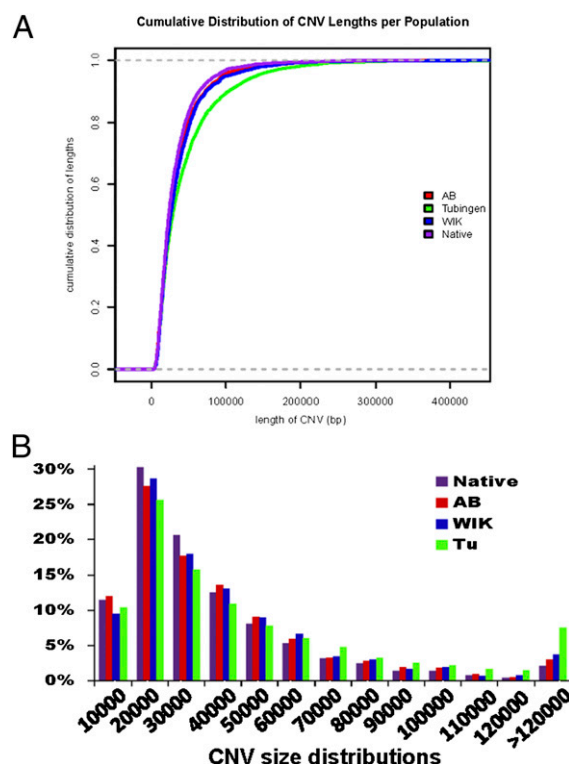 A
Cumulative Distribution of CNV Lengths per Population
cumulative distribution of lengths
1.0
0.8
0.6
0.4
0.2
0.0
AB
Tubingen
WIK
Native
0 100000 200000 300000 400000
length of CNV (bp)
B
30%
25%
20%
15%
10%
5%
0%
Native
AB
WIK
Tu
10000 20000 30000 40000 50000 60000 70000 80000 90000 100000 110000 120000 >120000
CNV size distributions